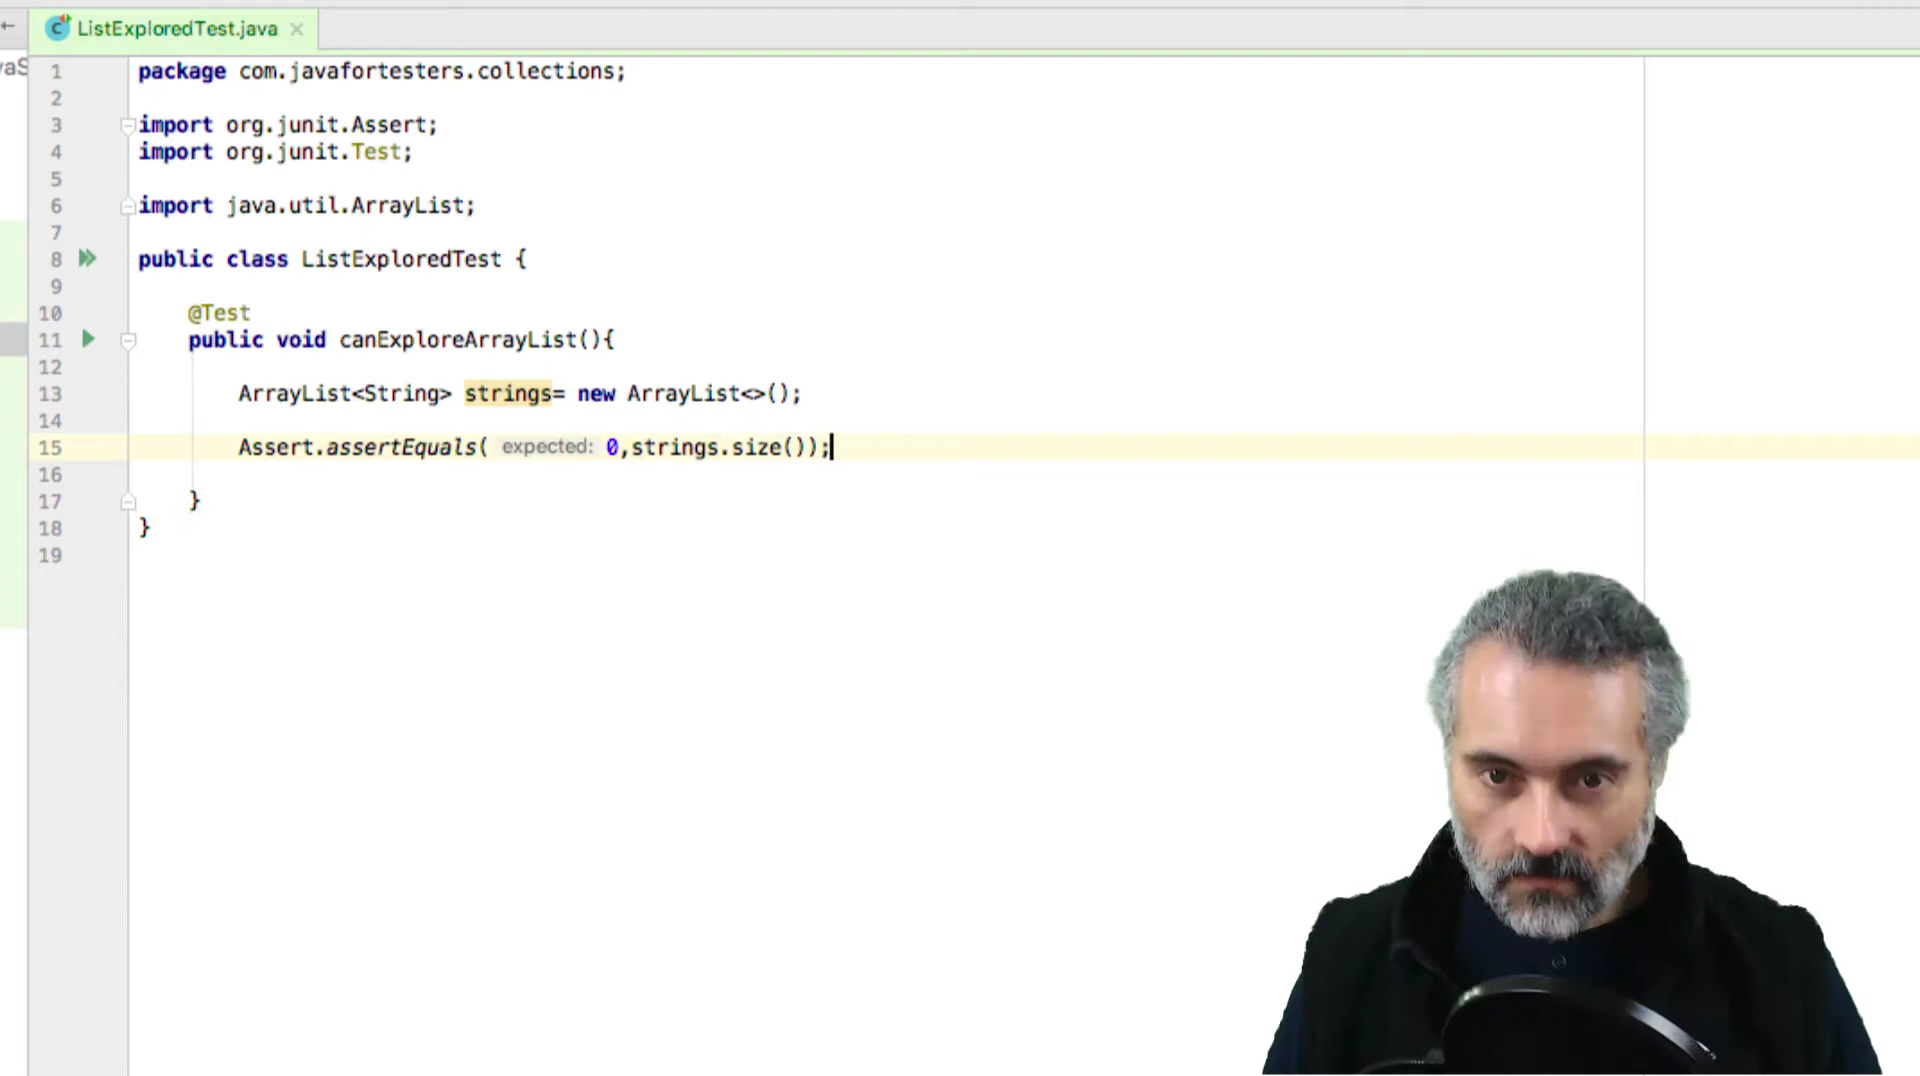 ListExploredTest.java
1 package com.javafortesters.collections;
2
3 import org.junit.Assert;
4 import org.junit.Test;
5
6 import java.util.ArrayList;
7
8 public class ListExploredTest {
9
10 @Test
11 public void canExploreArrayList(){
12
13 ArrayList<String> strings= new ArrayList<>();
14
15 Assert.assertEquals( expected: 0,strings.size());
16
17 }
18 }
19